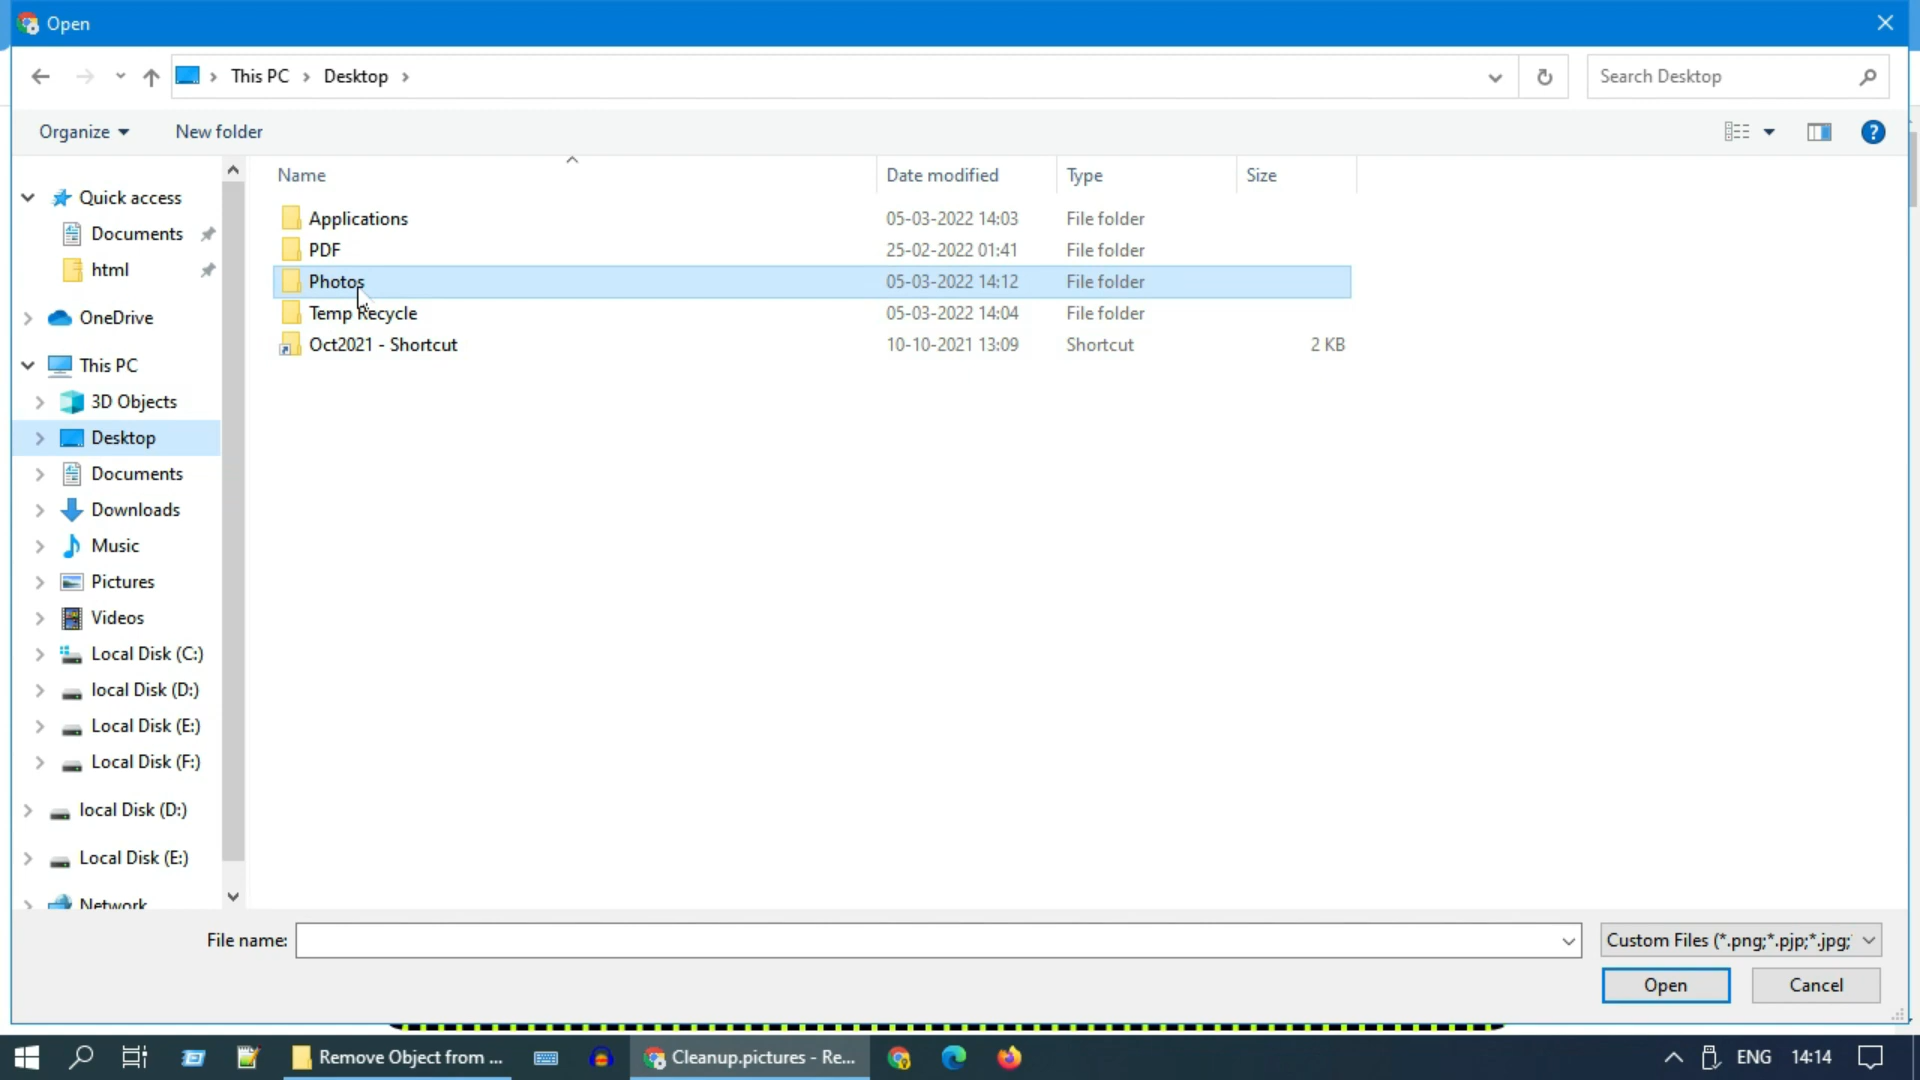 Open
This PC
Desktop
Search Desktop
Organize
New folder
Name
Date modified
Type
Size
Quick access
Documents
html
OneDrive
This PC
3D Objects
Desktop
Documents
Downloads
Music
Pictures
Videos
Local Disk (C:)
local Disk (D:)
Local Disk (E:)
Local Disk (F:)
local Disk (D:)
Local Disk (E:)
Network
Applications 05-03-2022 14:03 File folder
PDF 25-02-2022 01:41 File folder
Photos 05-03-2022 14:12 File folder
Temp Recycle 05-03-2022 14:04 File folder
Oct2021 - Shortcut 10-10-2021 13:09 Shortcut 2 KB
File name:
Custom Files (*.png;*.pjp;*.jpg;
Open
Cancel
Remove Object from ...
Cleanup.pictures - Re...
ENG
14:14